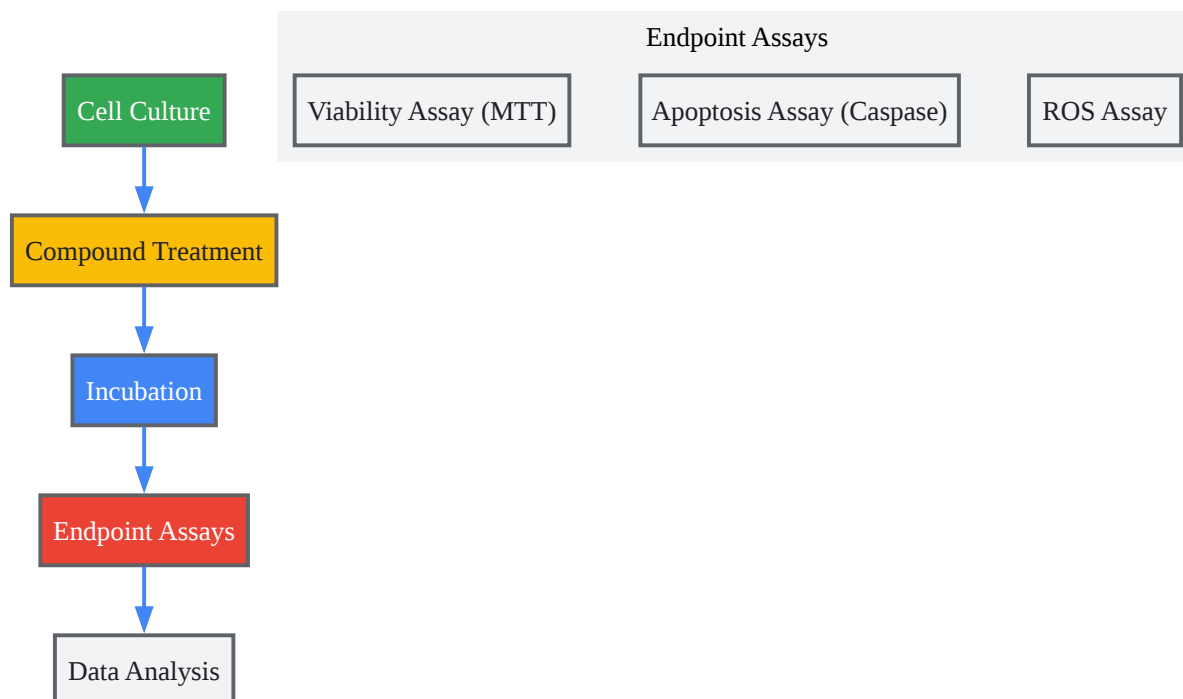 Endpoint Assays
Cell Culture
Viability Assay (MTT)
Apoptosis Assay (Caspase)
ROS Assay
Compound Treatment
Incubation
Endpoint Assays
Data Analysis